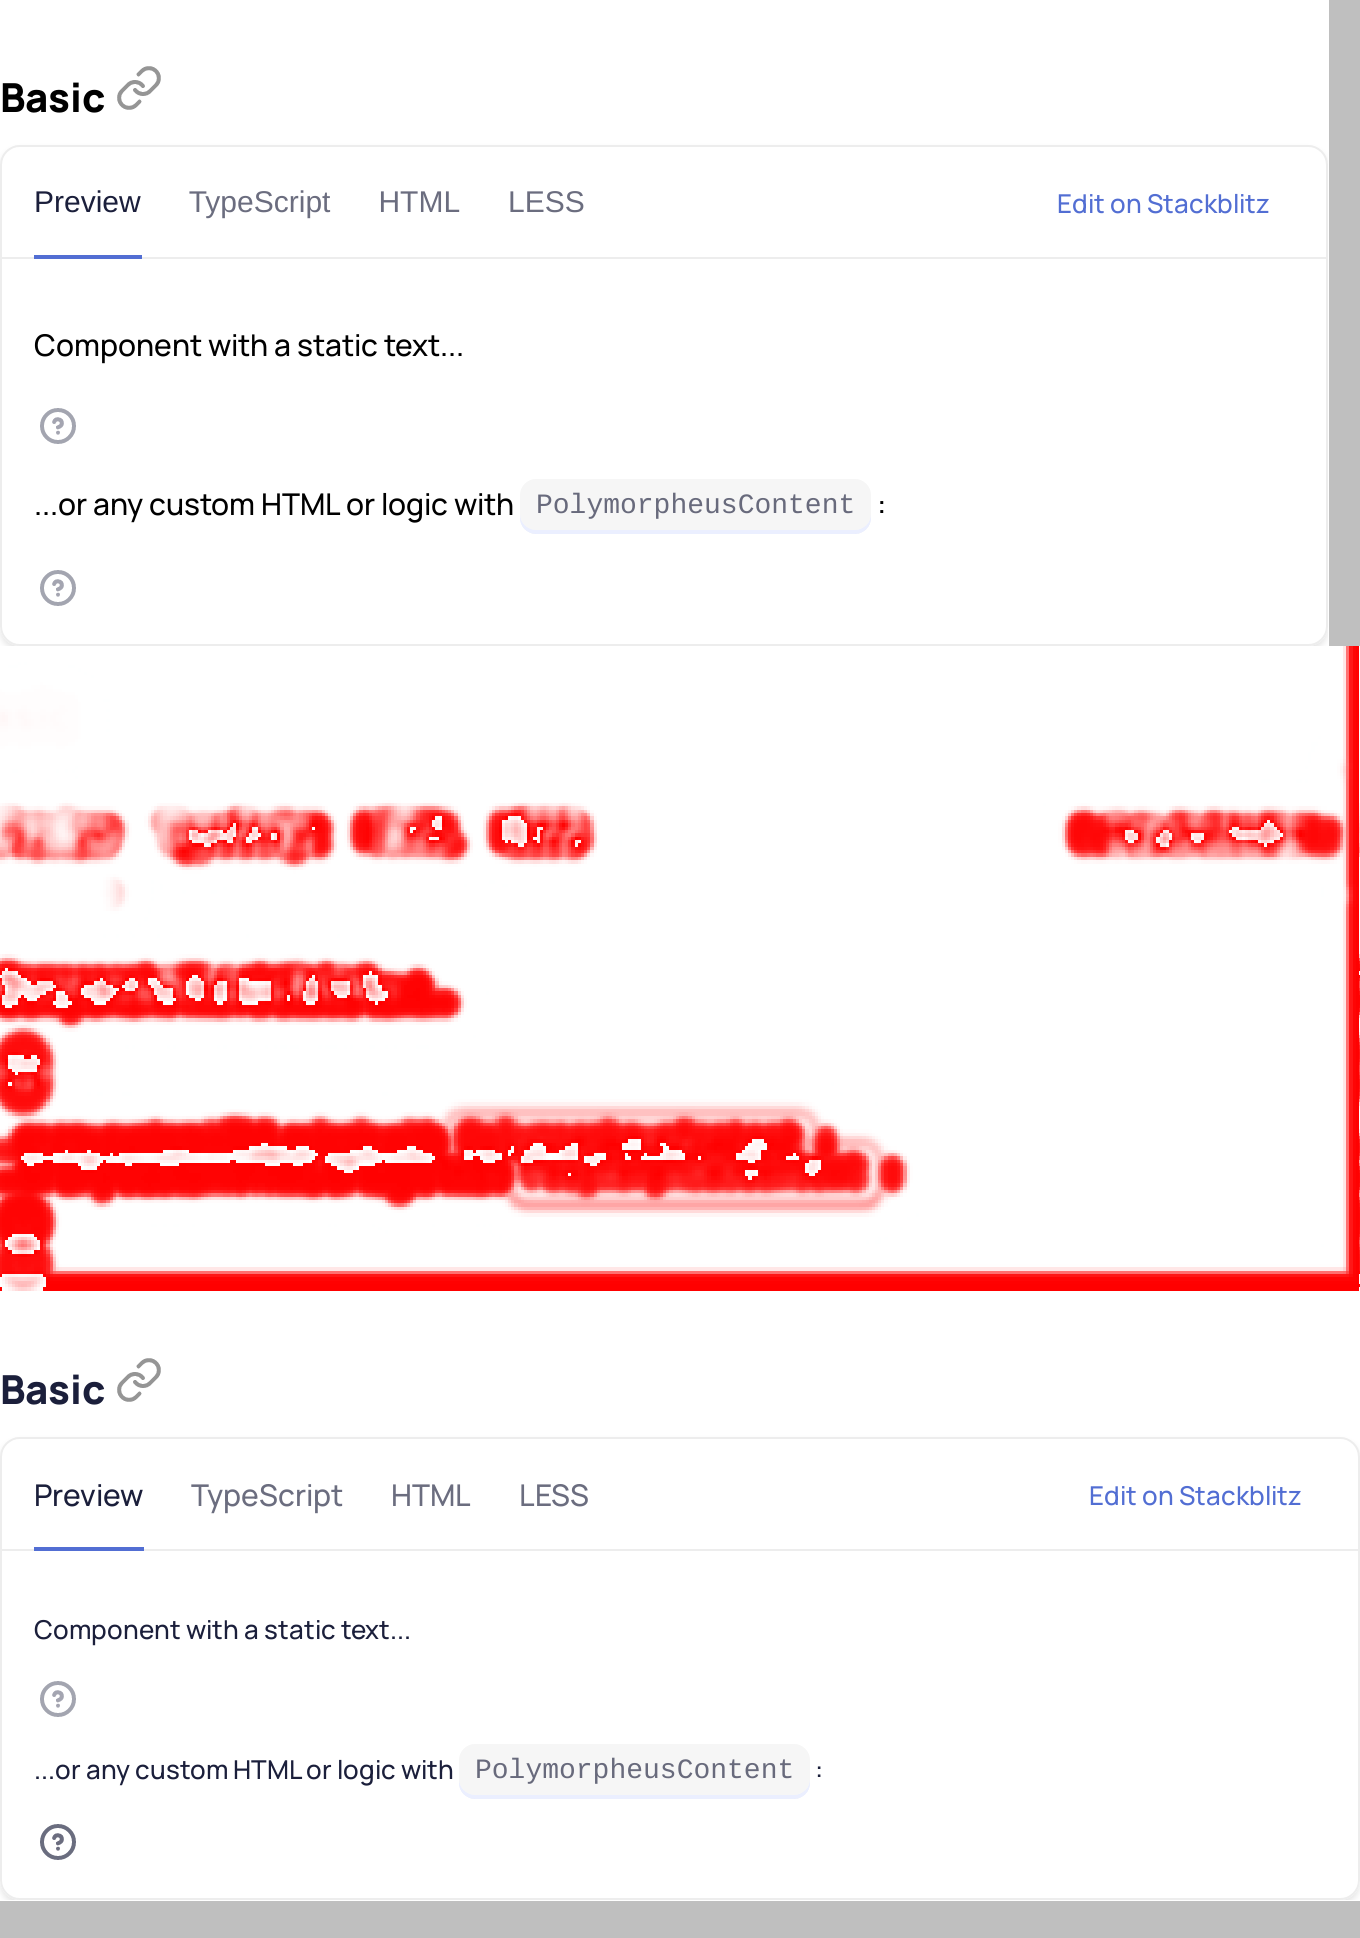 Basic
Preview TypeScript HTML LESS Edit on Stackblitz
Component with a static text...
...or any custom HTML or logic with PolymorpheusContent :
Basic
Preview TypeScript HTML LESS Edit on Stackblitz
Component with a static text...
...or any custom HTML or logic with PolymorpheusContent :